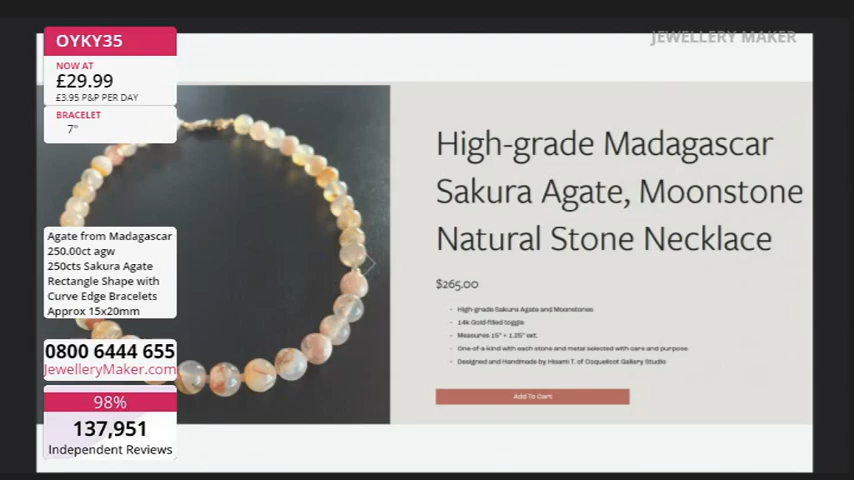 OYKY35
NOW AT
£29.99
£3.95 P&P PER DAY
BRACELET
7"
Agate from Madagascar
250.00ct agw
250cts Sakura Agate
Rectangle Shape with
Curve Edge Bracelets
Approx 15x20mm
0800 6444 655
JewelleryMaker.com
98%
137,951
Independent Reviews
JEWELLERY MAKER
High-grade Madagascar
Sakura Agate, Moonstone
Natural Stone Necklace
$265.00
- High-grade Sakura Agate and Moonstones
- 14k Gold-filled toggle
- Measures 15" + 1.25" ext.
- One-of-a-kind with each stone and metal selected with care and purpose.
- Designed and Handmade by Hisami T. of Coquelicot Gallery Studio
Add To Cart